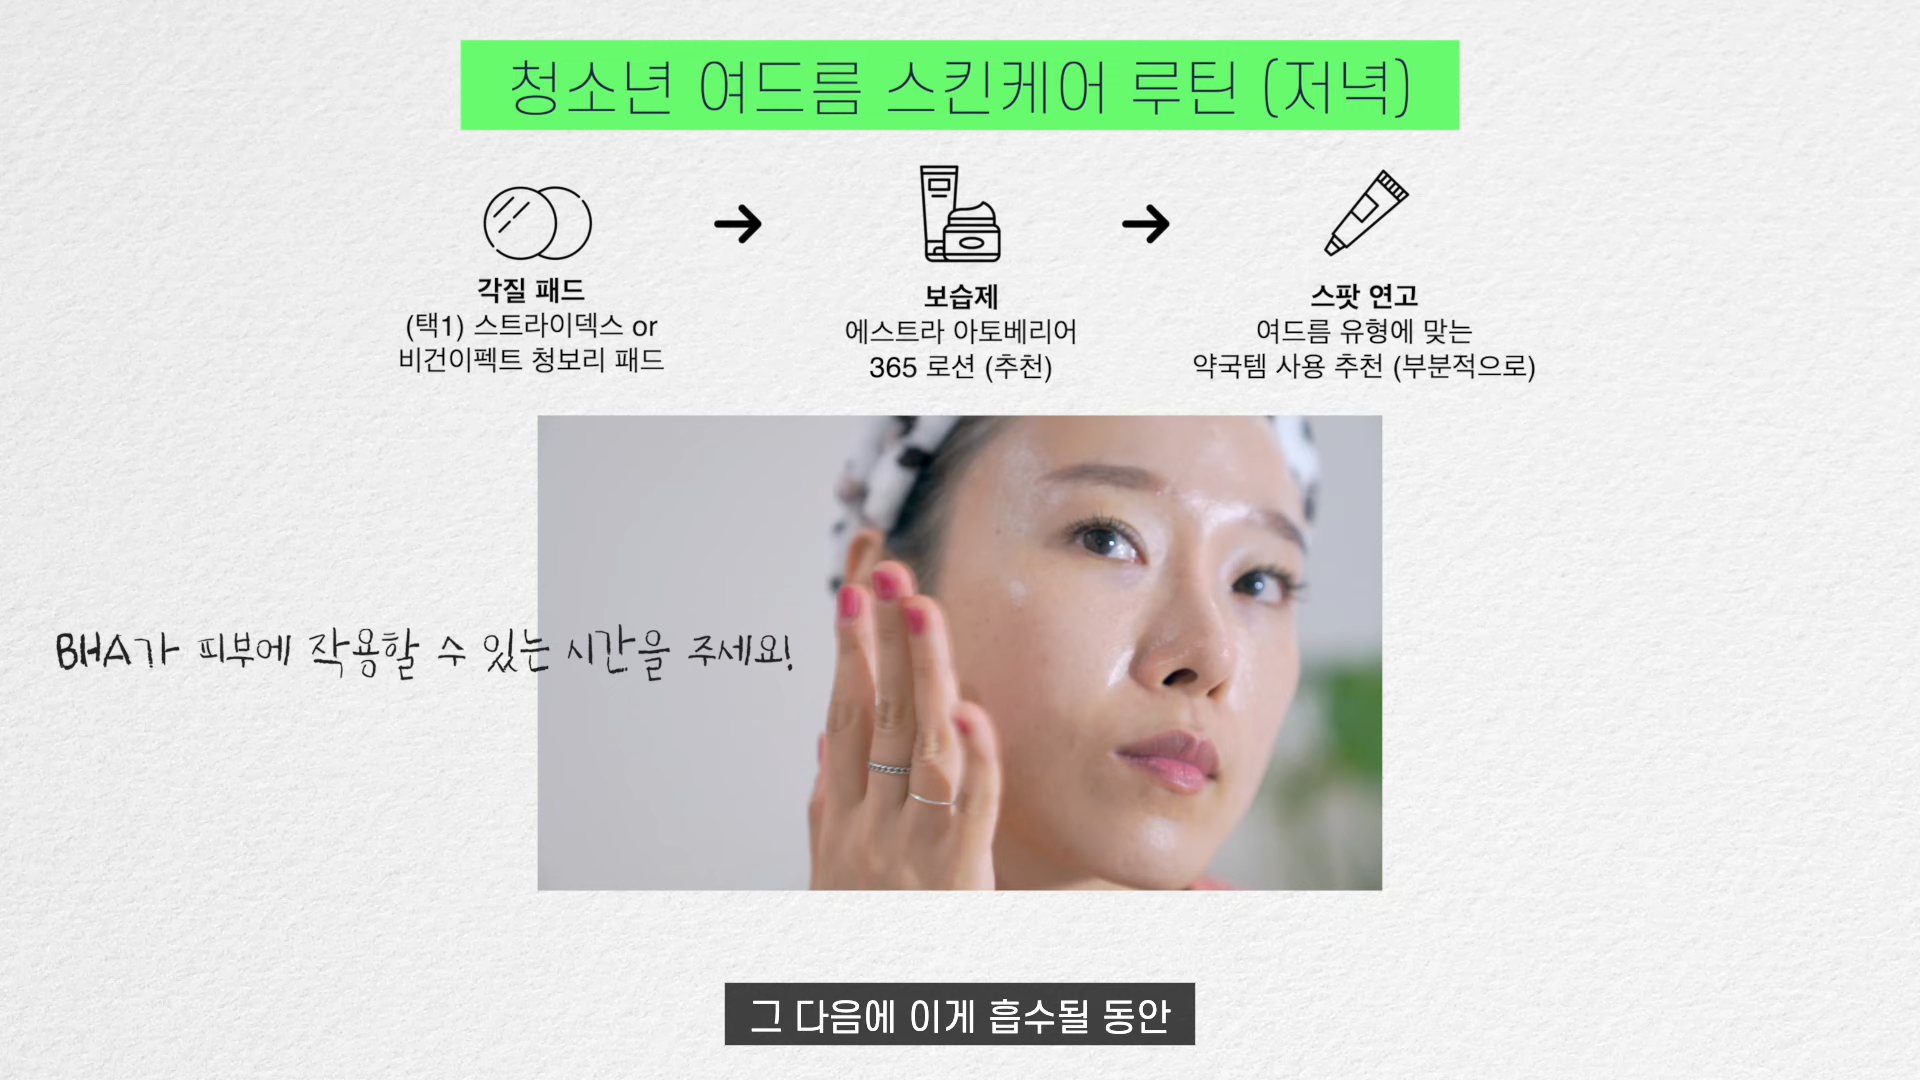 청소년 여드름 스킨케어 루틴 (저녁)
각질 패드
(택1) 스트라이덱스 or
비건이펙트 청보리 패드
보습제
에스트라 아토베리어
365 로션 (추천)
스팟 연고
여드름 유형에 맞는
약국템 사용 추천 (부분적으로)
BHA가 피부에 작용할 수 있는 시간을 주세요!
그 다음에 이게 흡수될 동안